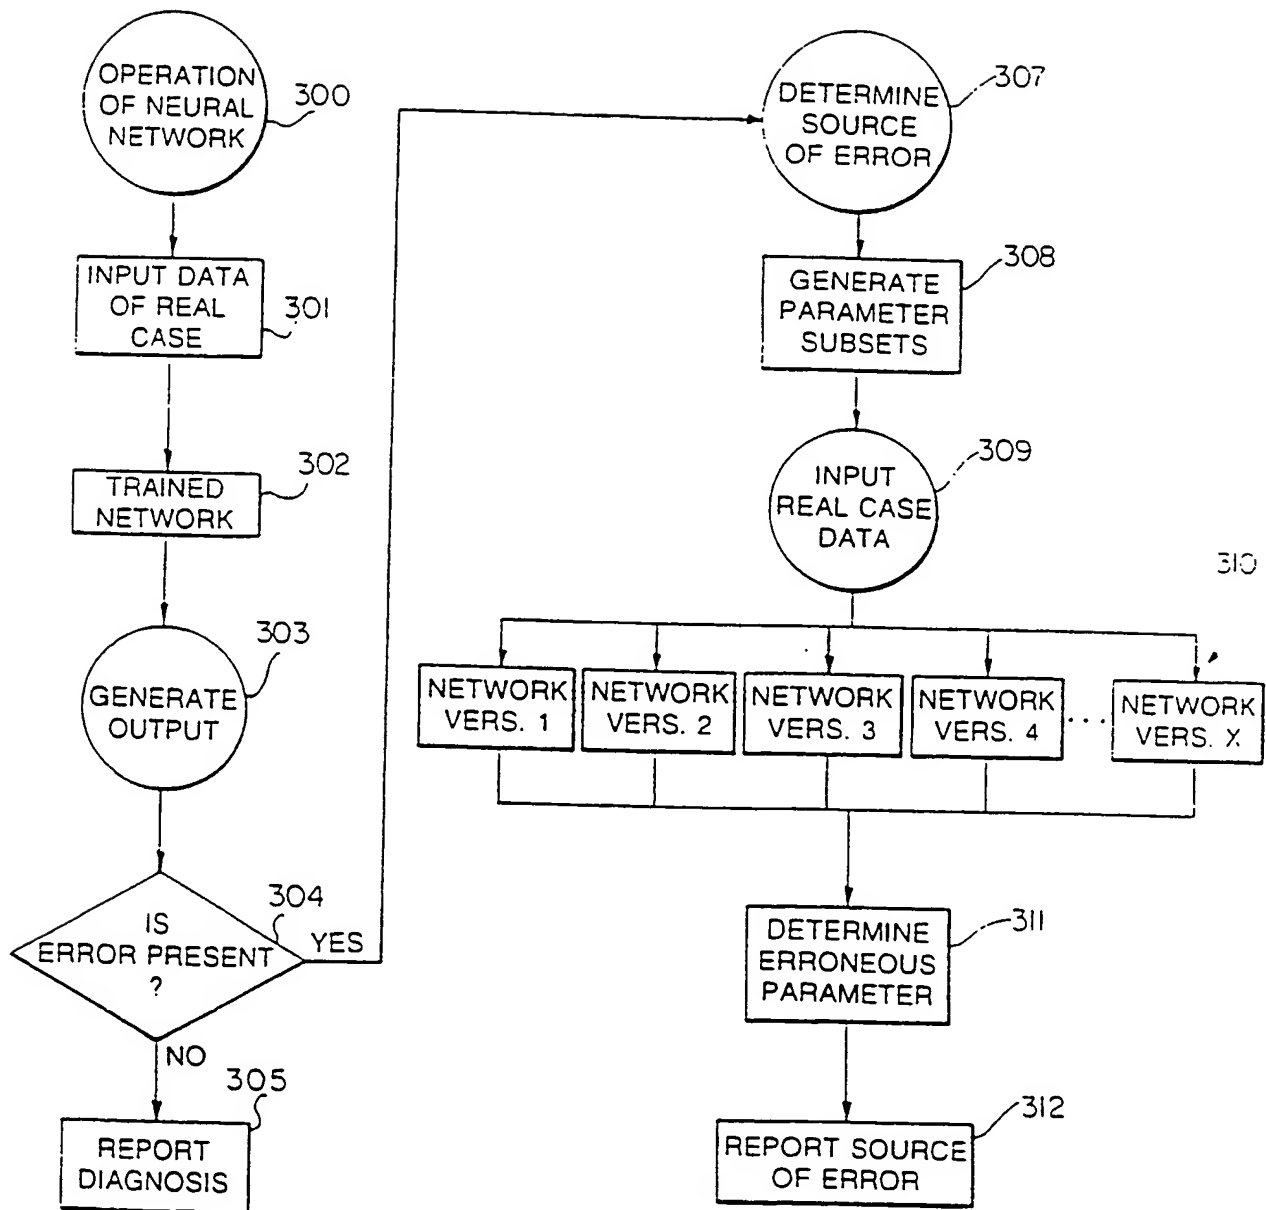 OPERATION
OF NEURAL
NETWORK
300
INPUT DATA
OF REAL
CASE
301
TRAINED
NETWORK
302
GENERATE
OUTPUT
303
IS
ERROR PRESENT
?
304
YES
NO
REPORT
DIAGNOSIS
305
DETERMINE
SOURCE
OF ERROR
307
GENERATE
PARAMETER
SUBSETS
308
INPUT
REAL CASE
DATA
309
310
NETWORK
VERS. 1
NETWORK
VERS. 2
NETWORK
VERS. 3
NETWORK
VERS. 4
. . .
NETWORK
VERS. X
DETERMINE
ERRONEOUS
PARAMETER
311
REPORT SOURCE
OF ERROR
312